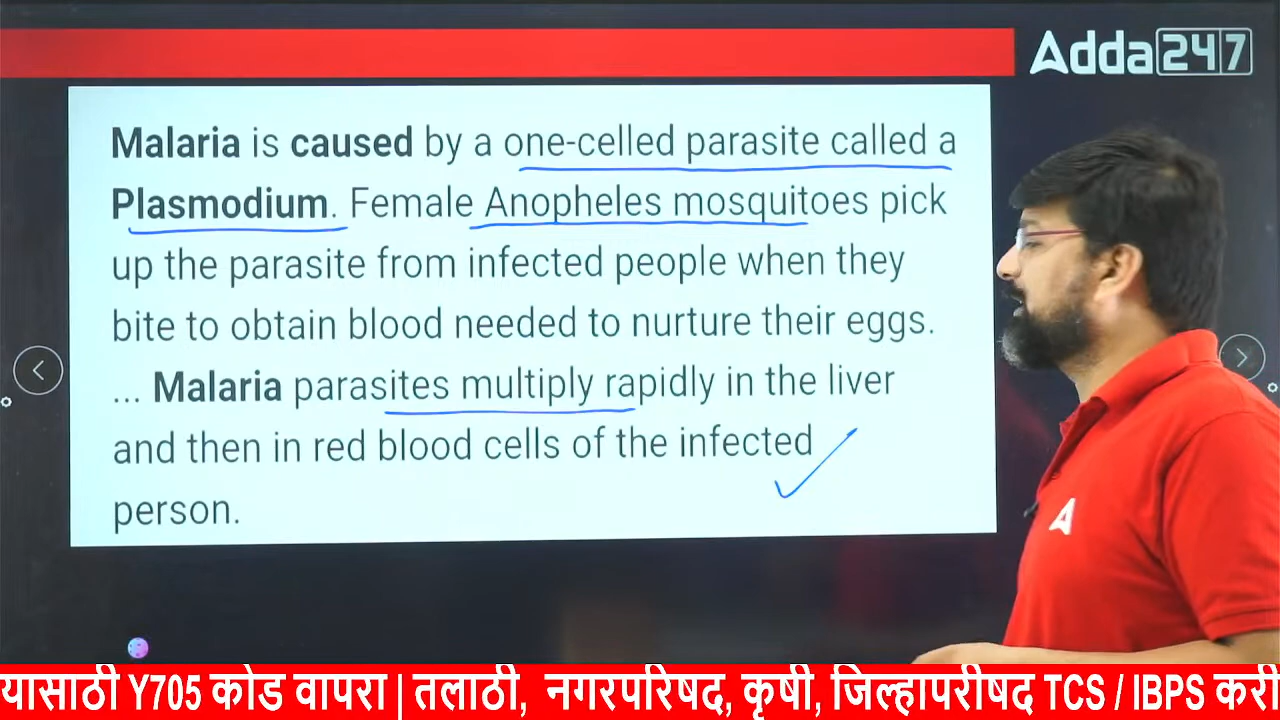 Adda247
Malaria is caused by a one-celled parasite called a
Plasmodium. Female Anopheles mosquitoes pick
up the parasite from infected people when they
bite to obtain blood needed to nurture their eggs.
... Malaria parasites multiply rapidly in the liver
and then in red blood cells of the infected
person.
यासाठी Y705 कोड वापरा | तलाठी, नगरपरिषद, कृषी, जिल्हापरीषद TCS / IBPS करी